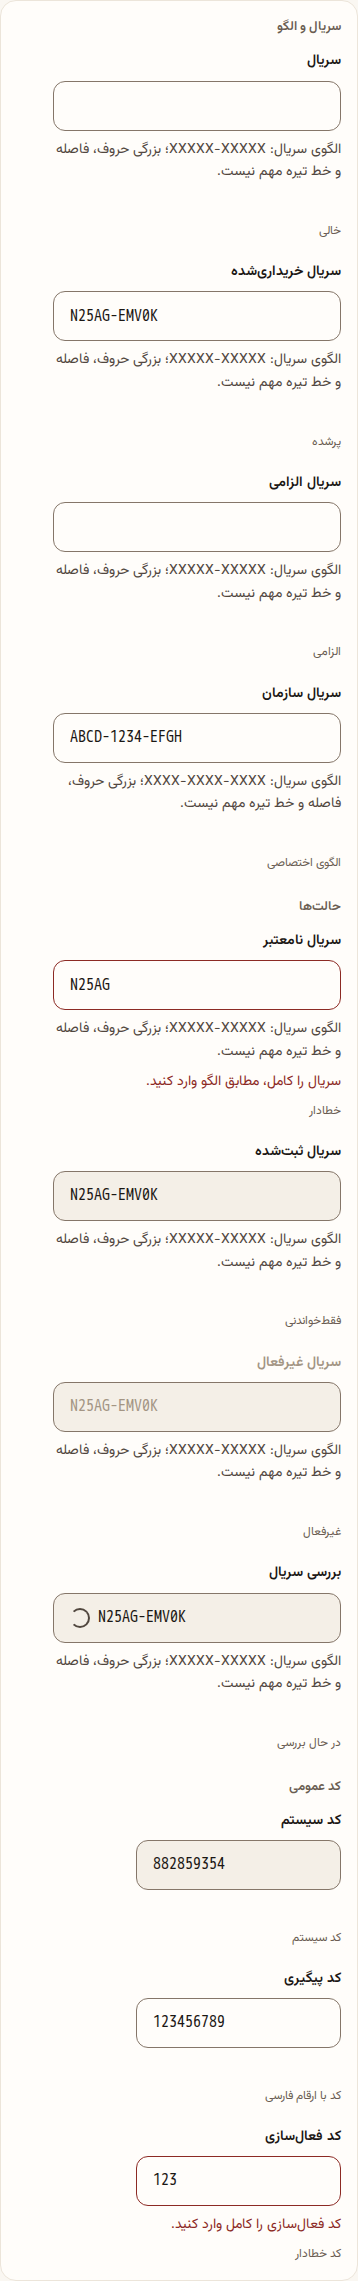 سریال و الگو
سریال
الگوی سریال: XXXXX-XXXXX؛ بزرگی حروف، فاصله
و خط تیره مهم نیست.
خالی
سریال خریداری‌شده
N25AG-EMV0K
الگوی سریال: XXXXX-XXXXX؛ بزرگی حروف، فاصله
و خط تیره مهم نیست.
پرشده
سریال الزامی
الگوی سریال: XXXXX-XXXXX؛ بزرگی حروف، فاصله
و خط تیره مهم نیست.
الزامی
سریال سازمان
ABCD-1234-EFGH
الگوی سریال: XXXX-XXXX-XXXX؛ بزرگی حروف،
فاصله و خط تیره مهم نیست.
الگوی اختصاصی
حالت‌ها
سریال نامعتبر
N25AG
الگوی سریال: XXXXX-XXXXX؛ بزرگی حروف، فاصله
و خط تیره مهم نیست.
سریال را کامل، مطابق الگو وارد کنید.
خطادار
سریال ثبت‌شده
N25AG-EMV0K
الگوی سریال: XXXXX-XXXXX؛ بزرگی حروف، فاصله
و خط تیره مهم نیست.
فقط‌خواندنی
سریال غیرفعال
N25AG-EMV0K
الگوی سریال: XXXXX-XXXXX؛ بزرگی حروف، فاصله
و خط تیره مهم نیست.
غیرفعال
بررسی سریال
N25AG-EMV0K
الگوی سریال: XXXXX-XXXXX؛ بزرگی حروف، فاصله
و خط تیره مهم نیست.
در حال بررسی
کد عمومی
کد سیستم
882859354
کد سیستم
کد پیگیری
123456789
کد با ارقام فارسی
کد فعال‌سازی
123
کد فعال‌سازی را کامل وارد کنید.
کد خطادار